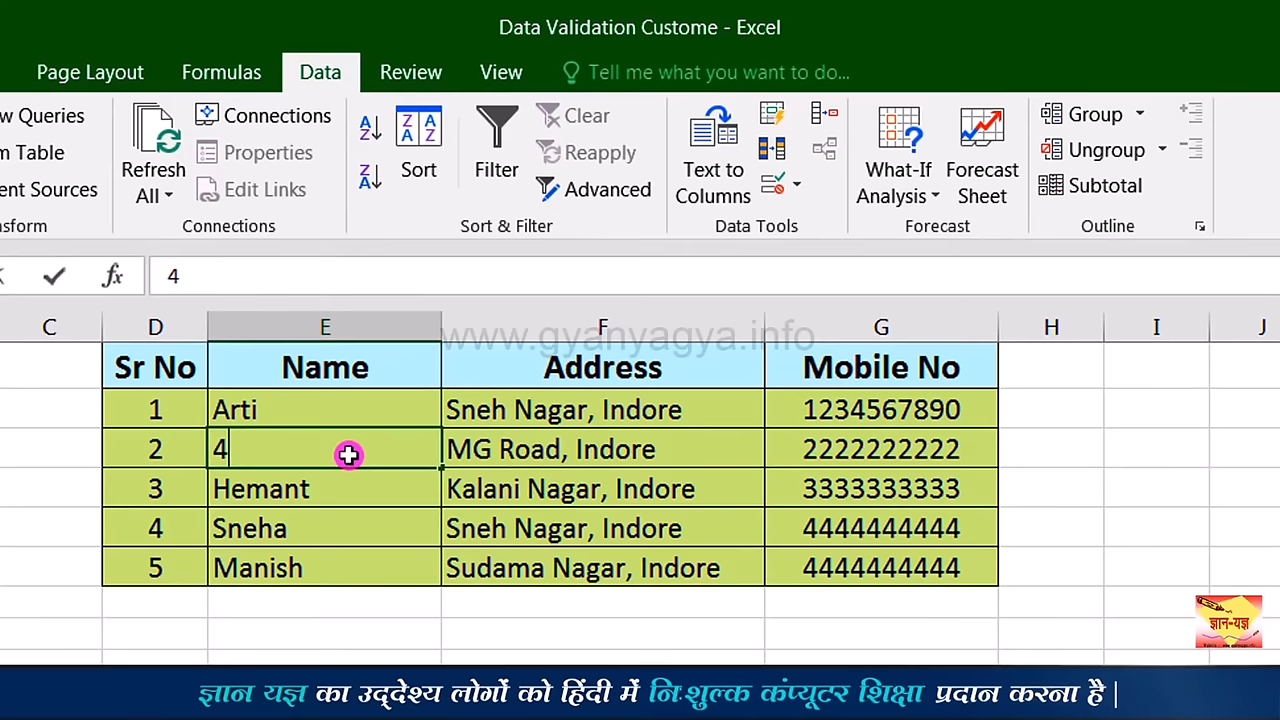 Data Validation Custome - Excel
Page Layout Formulas Data Review View Tell me what you want to do...
w Queries
m Table
ent Sources
sform
Refresh All
Connections
Properties
Edit Links
Connections
Sort
Filter
Clear
Reapply
Advanced
Sort & Filter
Text to Columns
Data Tools
What-If Analysis
Forecast Sheet
Forecast
Group
Ungroup
Subtotal
Outline
fx 4
C D E F G H I J
www.gyanyagya.info
Sr No Name Address Mobile No
1 Arti Sneh Nagar, Indore 1234567890
2 4 MG Road, Indore 2222222222
3 Hemant Kalani Nagar, Indore 3333333333
4 Sneha Sneh Nagar, Indore 4444444444
5 Manish Sudama Nagar, Indore 4444444444
ज्ञान-यज्ञ
ज्ञान यज्ञ का उद्देश्य लोगों को हिंदी में निःशुल्क कंप्यूटर शिक्षा प्रदान करना है |